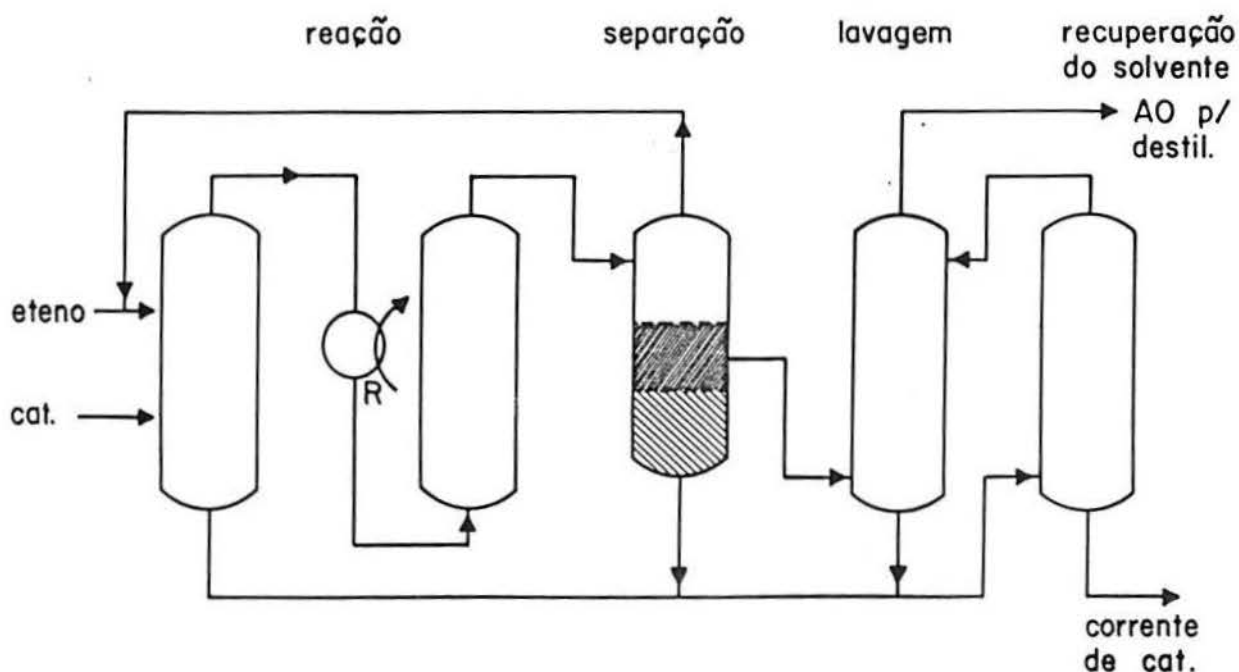 reação
separação
lavagem
recuperação
do solvente
AO p/
destil.
eteno
cat.
R
corrente
de cat.